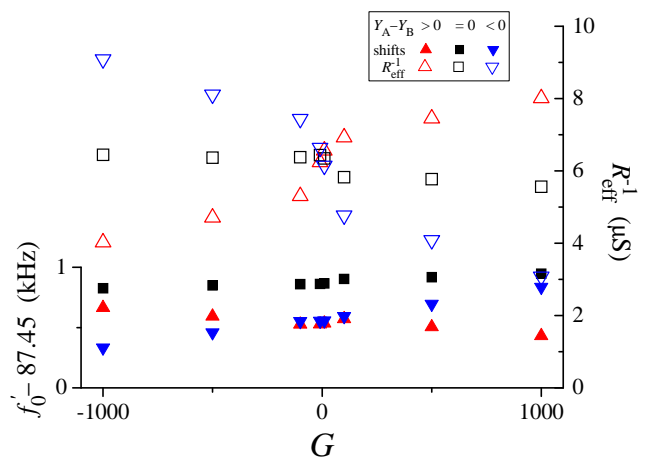 Y_A–Y_B > 0 = 0 < 0
shifts
R_eff^-1
10
8
6
4
2
0
R_eff^-1 (µS)
1
0
f_0′– 87.45 (kHz)
-1000 0 1000
G